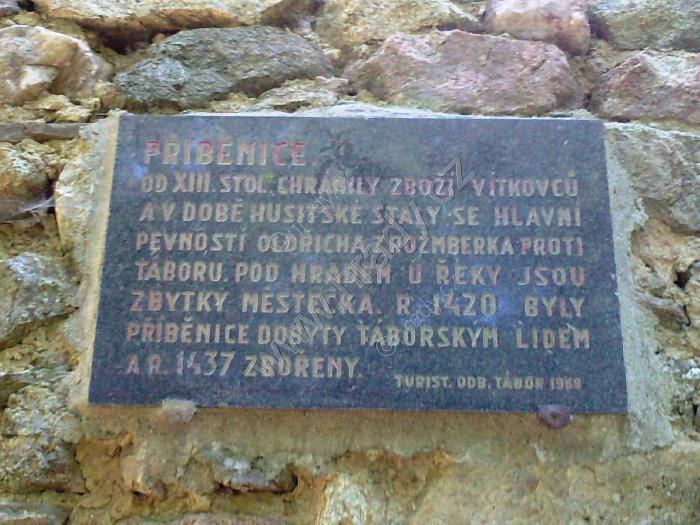 PŘIBĚNICE.
OD XIII. STOL. CHRÁNILY ZBOŽÍ VÍTKOVCŮ
A V DOBĚ HUSITSKÉ STALY SE HLAVNÍ
PEVNOSTÍ OLDŘICHA Z ROŽMBERKA PROTI
TÁBORU. POD HRADEM U ŘEKY JSOU
ZBYTKY MĚSTEČKA. R. 1420 BYLY
PŘIBĚNICE DOBYTY TÁBORSKÝM LIDEM
A R. 1437 ZBOŘENY.
TURIST. ODB. TÁBOR